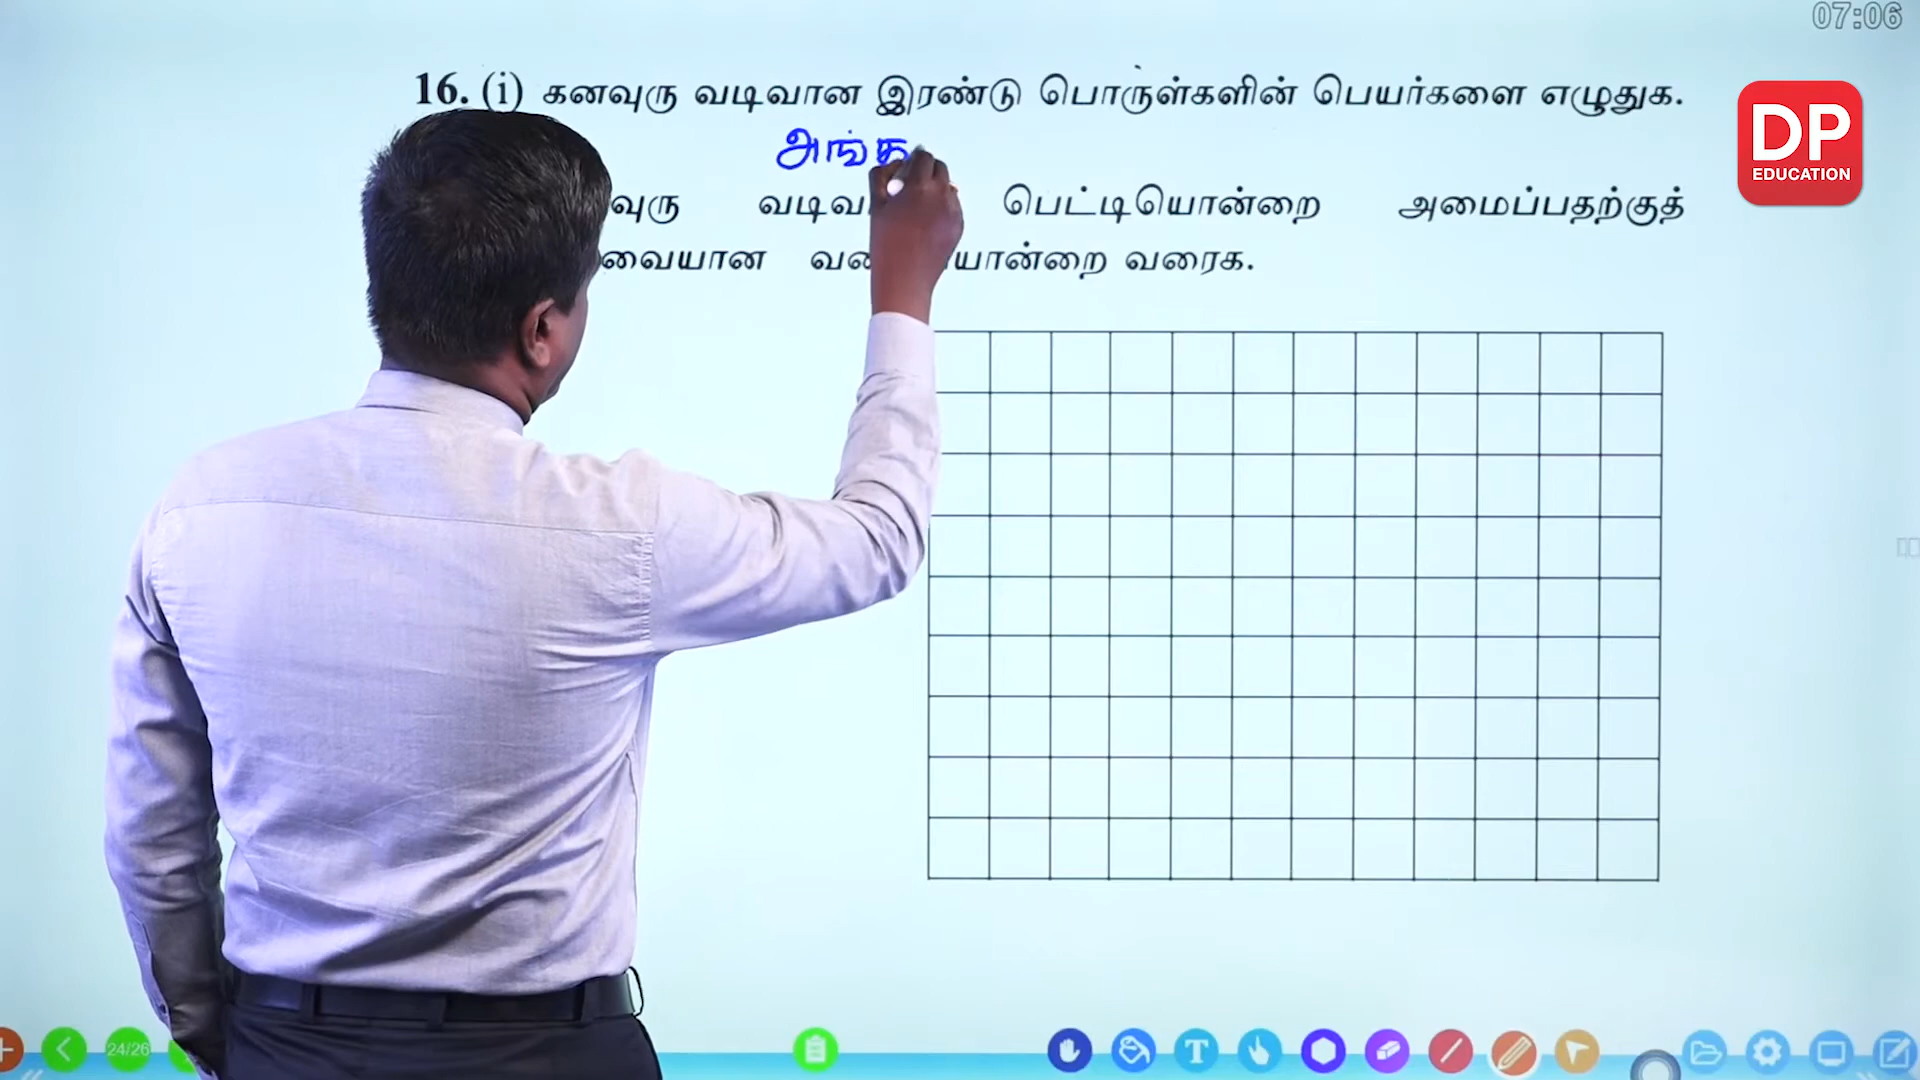 07:06
16. (i) கனவுரு வடிவான இரண்டு பொருள்களின் பெயர்களை எழுதுக.
DP
EDUCATION
அங்க
வடிவ பெட்டியொன்றை அமைப்பதற்குத்
வரைக.
24/26
T